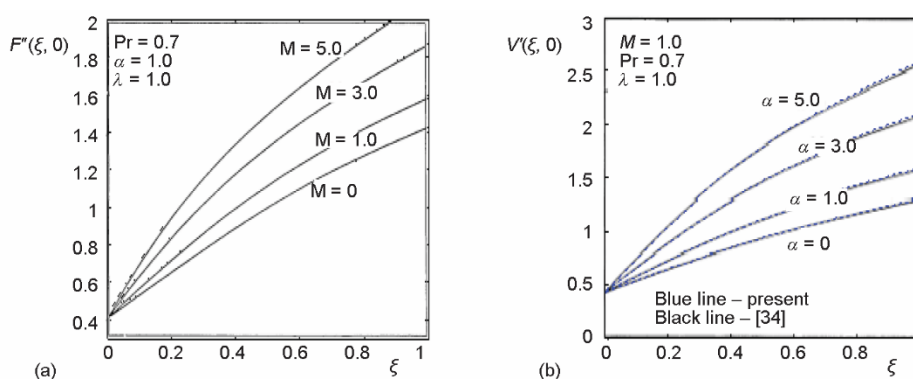 F"(ξ, 0)
2
1.8
1.6
1.4
1.2
1
0.8
0.6
0.4
Pr = 0.7
α = 1.0
λ = 1.0
M = 5.0
M = 3.0
M = 1.0
M = 0
0 0.2 0.4 0.6 0.8 1
ξ
(a)
V'(ξ, 0)
3
2.5
2
1.5
1
0.5
0
M = 1.0
Pr = 0.7
λ = 1.0
α = 5.0
α = 3.0
α = 1.0
α = 0
Blue line – present
Black line – [34]
0 0.2 0.4 0.6 0.8
ξ
(b)